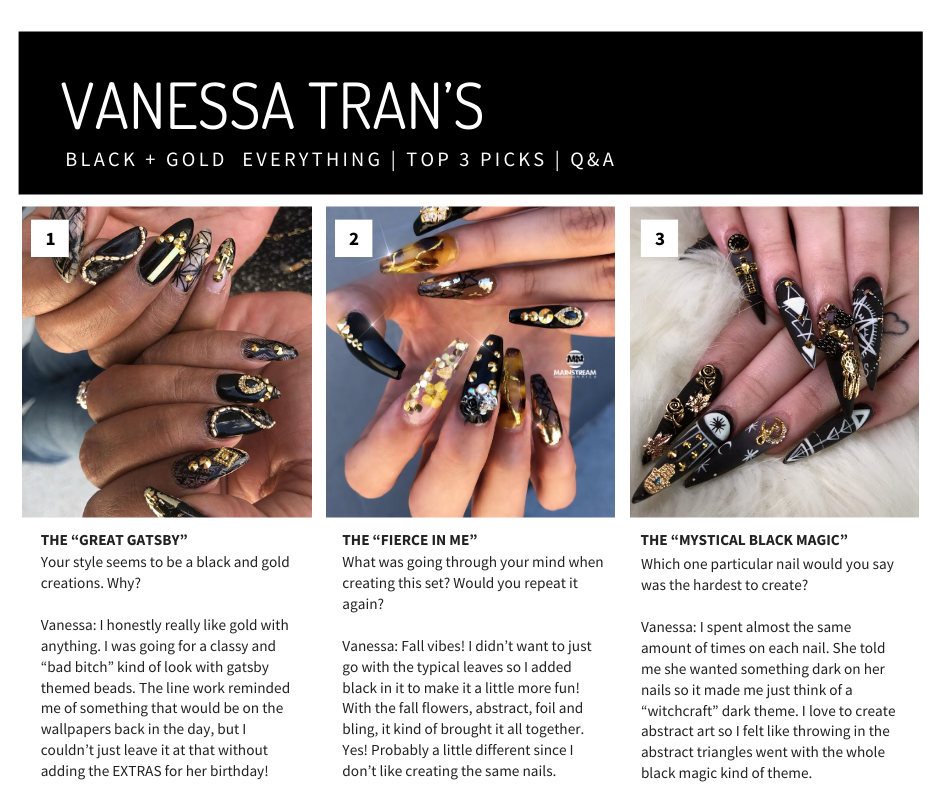 VANESSA TRAN’S
BLACK + GOLD EVERYTHING | TOP 3 PICKS | Q&A
1
2
3
MN
MAINSTREAM
THE “GREAT GATSBY”
Your style seems to be a black and gold
creations. Why?
Vanessa: I honestly really like gold with
anything. I was going for a classy and
“bad bitch” kind of look with gatsby
themed beads. The line work reminded
me of something that would be on the
wallpapers back in the day, but I
couldn’t just leave it at that without
adding the EXTRAS for her birthday!
THE “FIERCE IN ME”
What was going through your mind when
creating this set? Would you repeat it
again?
Vanessa: Fall vibes! I didn’t want to just
go with the typical leaves so I added
black in it to make it a little more fun!
With the fall flowers, abstract, foil and
bling, it kind of brought it all together.
Yes! Probably a little different since I
don’t like creating the same nails.
THE “MYSTICAL BLACK MAGIC”
Which one particular nail would you say
was the hardest to create?
Vanessa: I spent almost the same
amount of times on each nail. She told
me she wanted something dark on her
nails so it made me just think of a
“witchcraft” dark theme. I love to create
abstract art so I felt like throwing in the
abstract triangles went with the whole
black magic kind of theme.